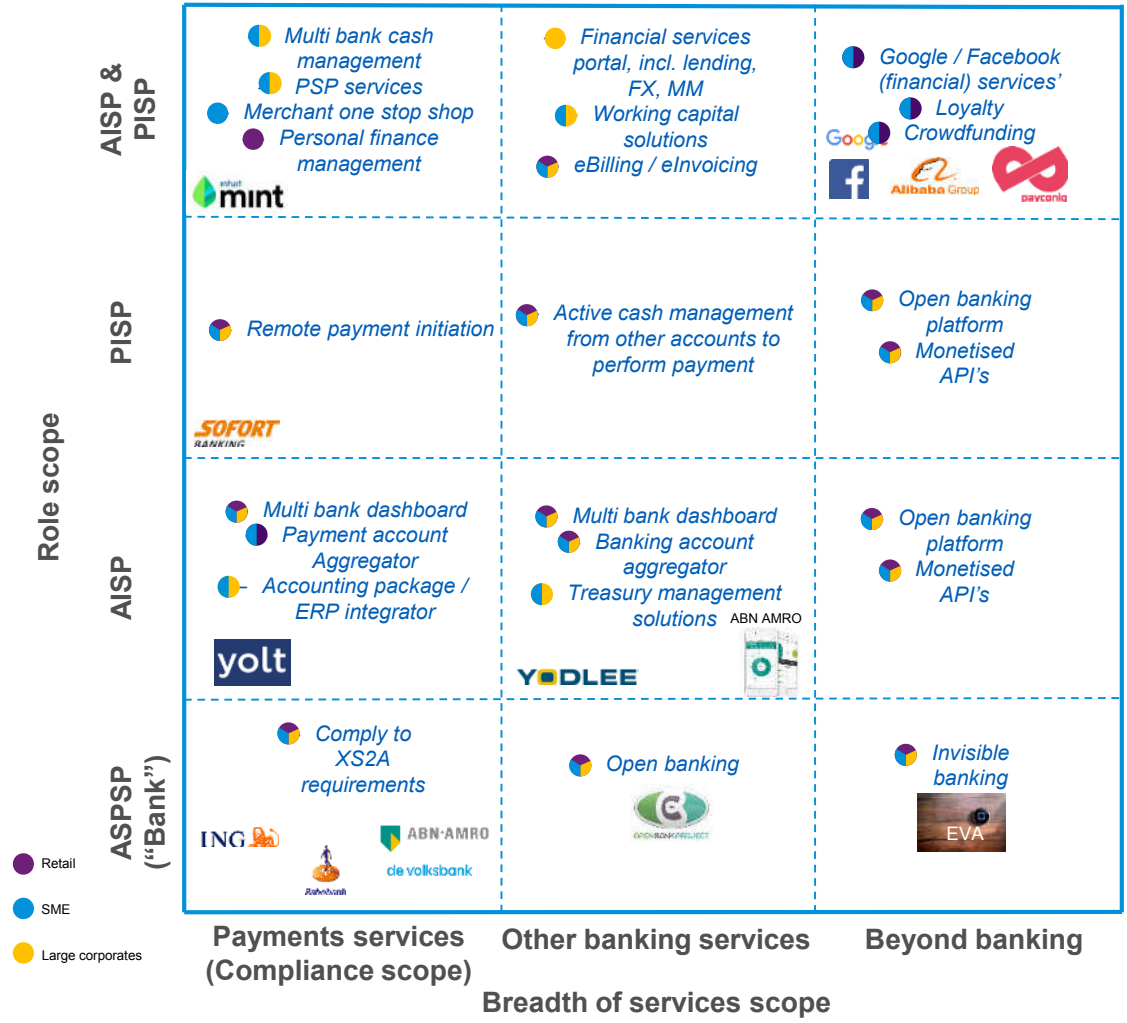 AISP &
PISP
Multi bank cash
management
PSP services
Merchant one stop shop
Personal finance
management
intuit
mint
Financial services
portal, incl. lending,
FX, MM
Working capital
solutions
eBilling / eInvoicing
Google / Facebook
(financial) services’
Loyalty
Crowdfunding
Google
f
Alibaba Group
payconiq
Role scope
PISP
Remote payment initiation
SOFORT
BANKING
Active cash management
from other accounts to
perform payment
Open banking
platform
Monetised
API’s
AISP
Multi bank dashboard
Payment account
Aggregator
Accounting package /
ERP integrator
yolt
Multi bank dashboard
Banking account
aggregator
Treasury management
solutions
ABN AMRO
YODLEE
Open banking
platform
Monetised
API’s
ASPSP
(“Bank”)
Comply to
XS2A
requirements
ING
ABN·AMRO
Rabobank
de volksbank
Open banking
OPENBANKPROJECT
Invisible
banking
EVA
Retail
SME
Large corporates
Payments services
(Compliance scope)
Other banking services
Beyond banking
Breadth of services scope